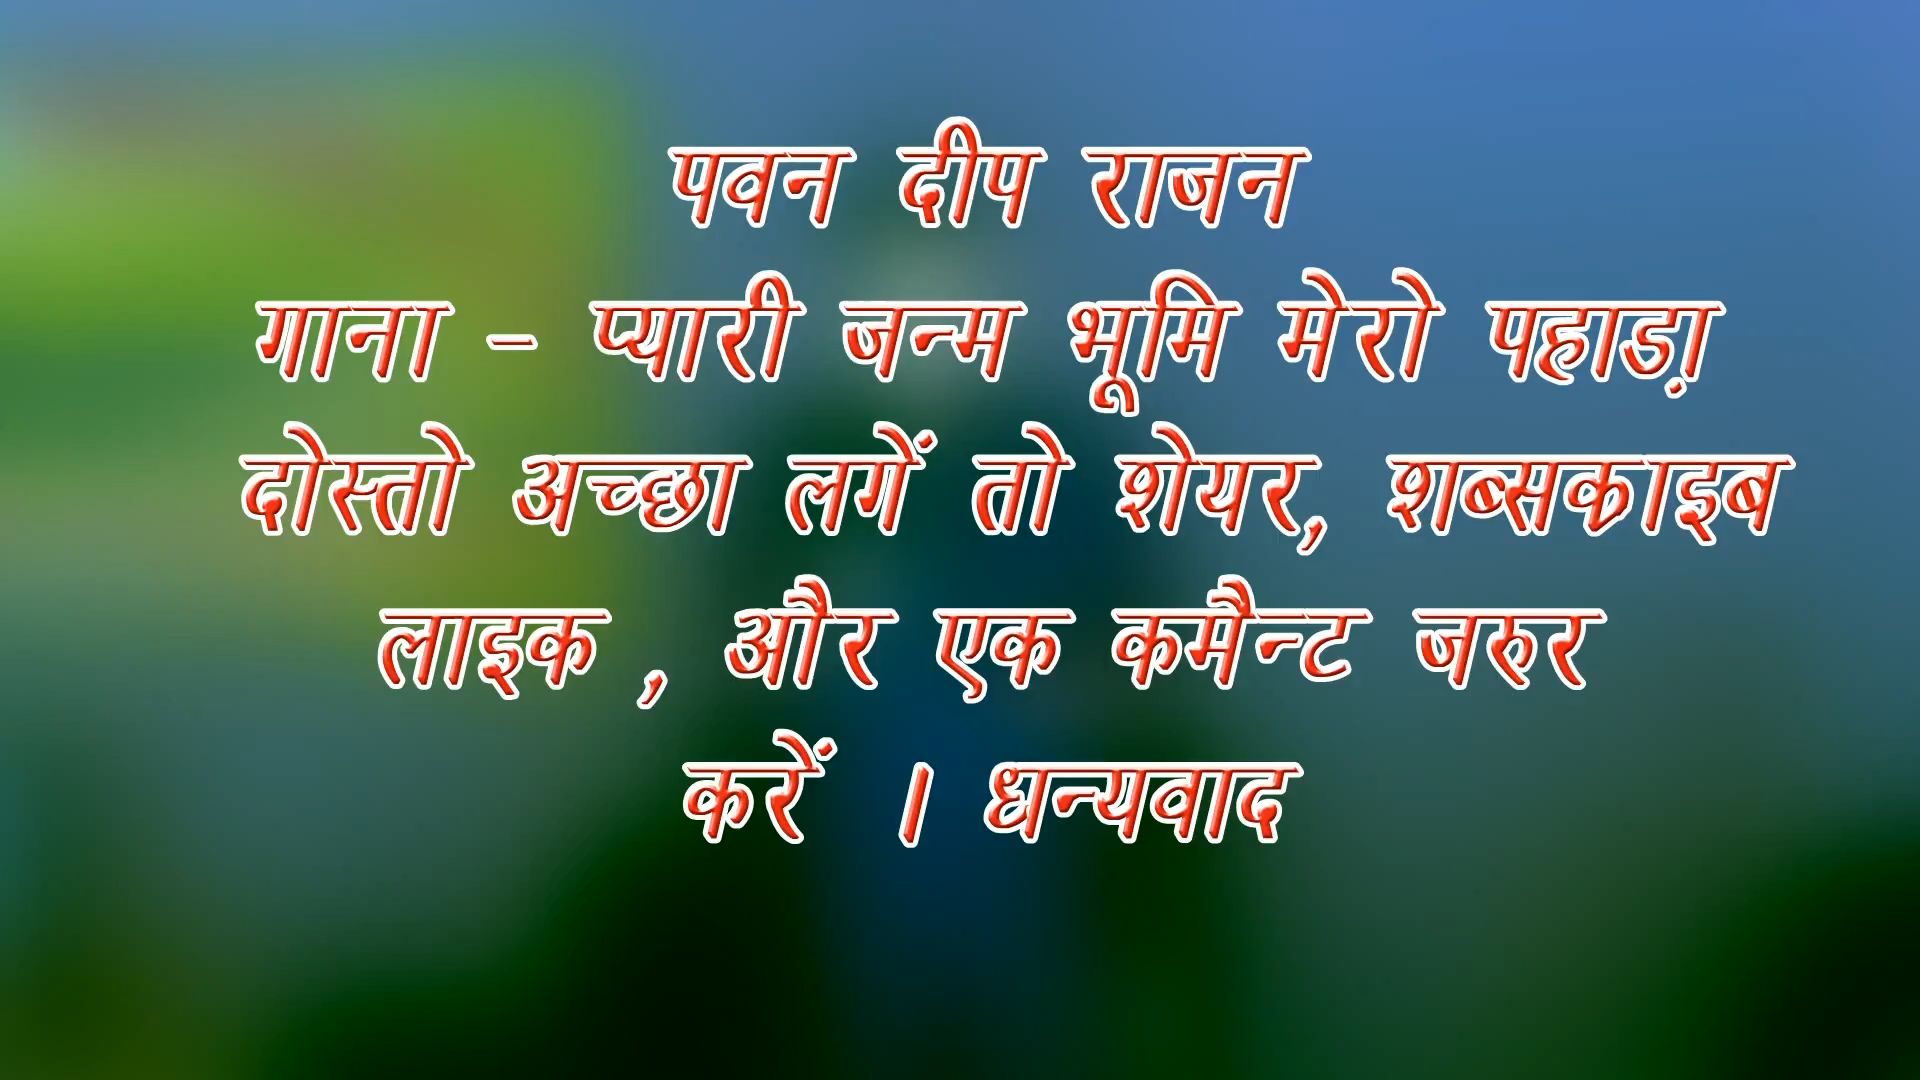 पवन दीप राजन
गाना - प्यारी जन्म भूमि मेरो पहाडा़
दोस्तो अच्छा लगें तो शेयर, शब्सकाइब
लाइक , और एक कमैन्ट जरुर
करें । धन्यवाद